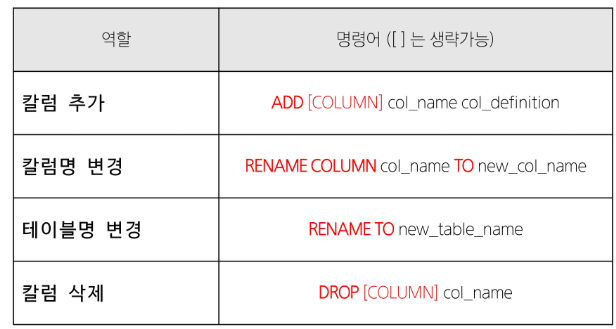 역할 명령어 ([ ] 는 생략가능)
칼럼 추가 ADD [COLUMN] col_name col_definition
칼럼명 변경 RENAME COLUMN col_name TO new_col_name
테이블명 변경 RENAME TO new_table_name
칼럼 삭제 DROP [COLUMN] col_name